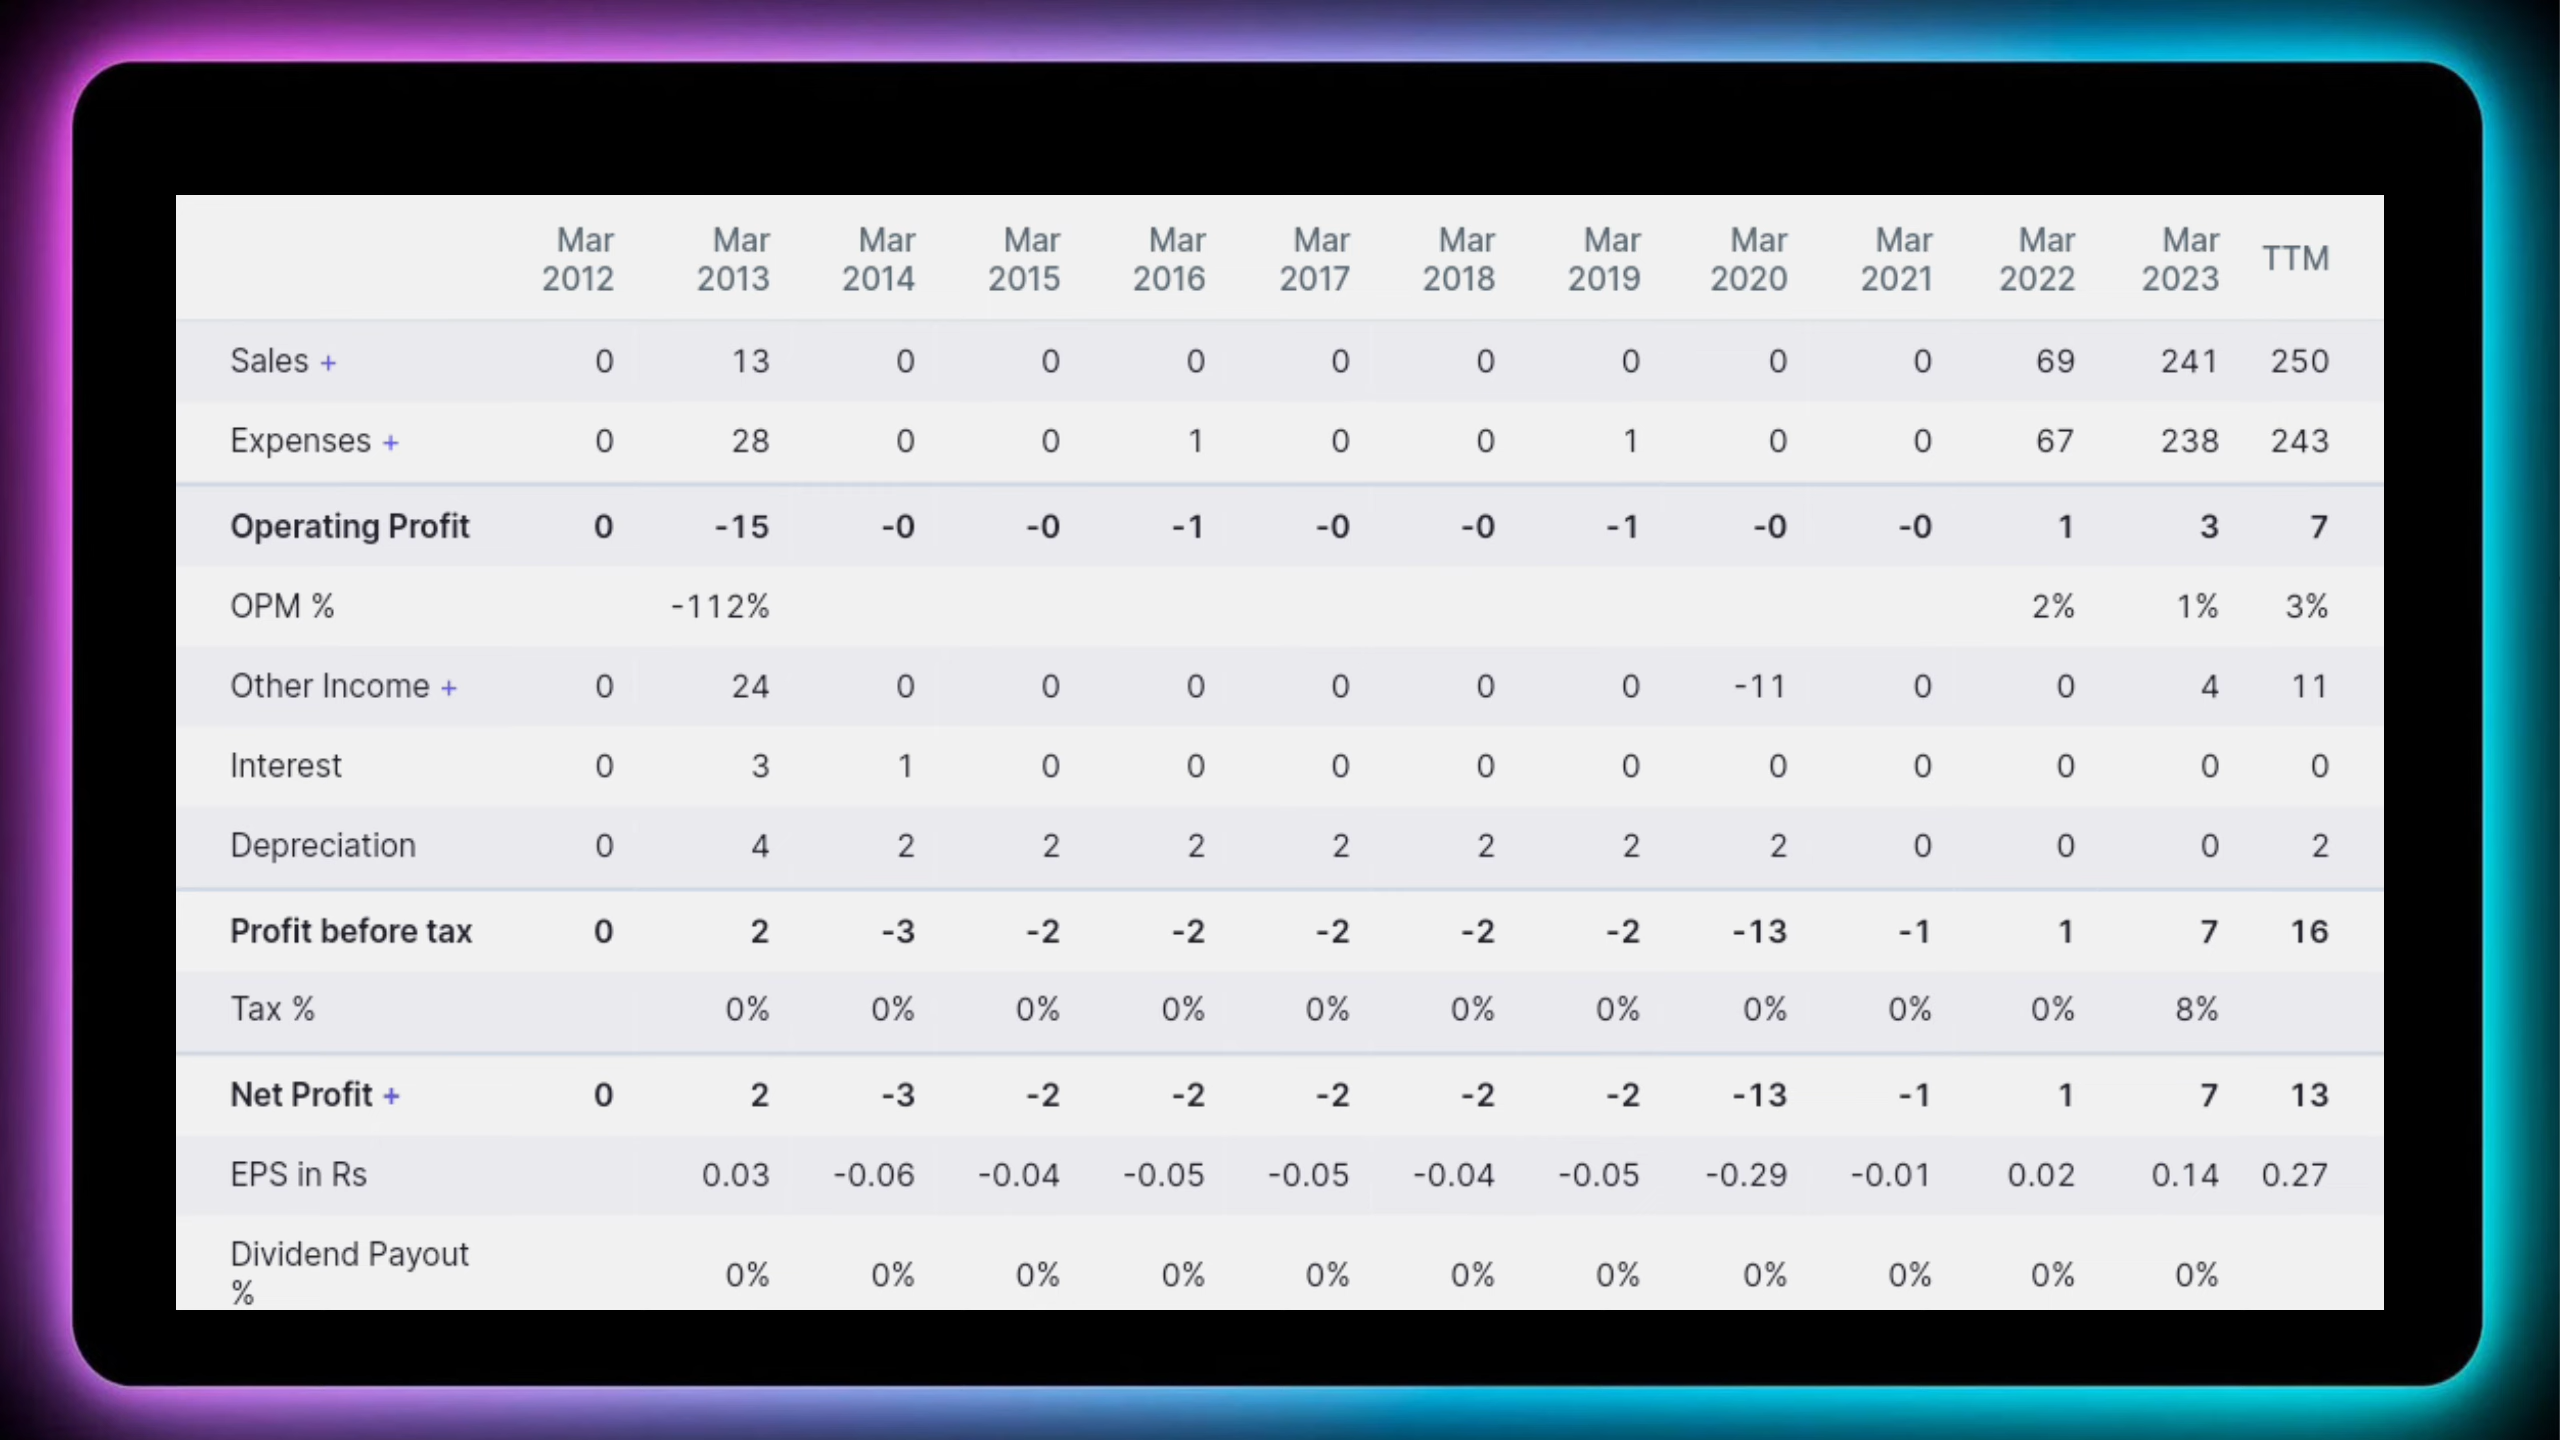 Mar 2012 Mar 2013 Mar 2014 Mar 2015 Mar 2016 Mar 2017 Mar 2018 Mar 2019 Mar 2020 Mar 2021 Mar 2022 Mar 2023 TTM
Sales + 0 13 0 0 0 0 0 0 0 0 69 241 250
Expenses + 0 28 0 0 1 0 0 1 0 0 67 238 243
Operating Profit 0 -15 -0 -0 -1 -0 -0 -1 -0 -0 1 3 7
OPM % -112% 2% 1% 3%
Other Income + 0 24 0 0 0 0 0 0 -11 0 0 4 11
Interest 0 3 1 0 0 0 0 0 0 0 0 0 0
Depreciation 0 4 2 2 2 2 2 2 2 0 0 0 2
Profit before tax 0 2 -3 -2 -2 -2 -2 -2 -13 -1 1 7 16
Tax % 0% 0% 0% 0% 0% 0% 0% 0% 0% 0% 8%
Net Profit + 0 2 -3 -2 -2 -2 -2 -2 -13 -1 1 7 13
EPS in Rs 0.03 -0.06 -0.04 -0.05 -0.05 -0.04 -0.05 -0.29 -0.01 0.02 0.14 0.27
Dividend Payout % 0% 0% 0% 0% 0% 0% 0% 0% 0% 0% 0%